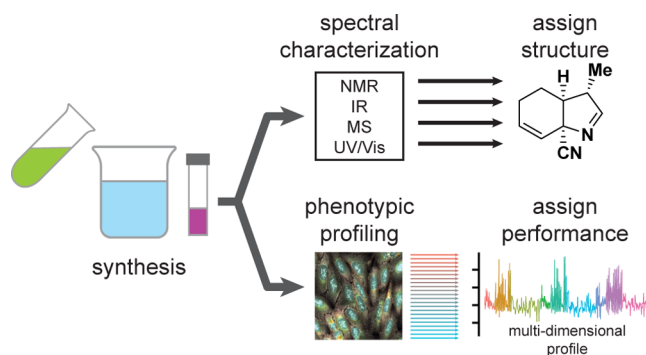 spectral
characterization
assign
structure
NMR
IR
MS
UV/Vis
H
Me
N
CN
synthesis
phenotypic
profiling
assign
performance
multi-dimensional
profile